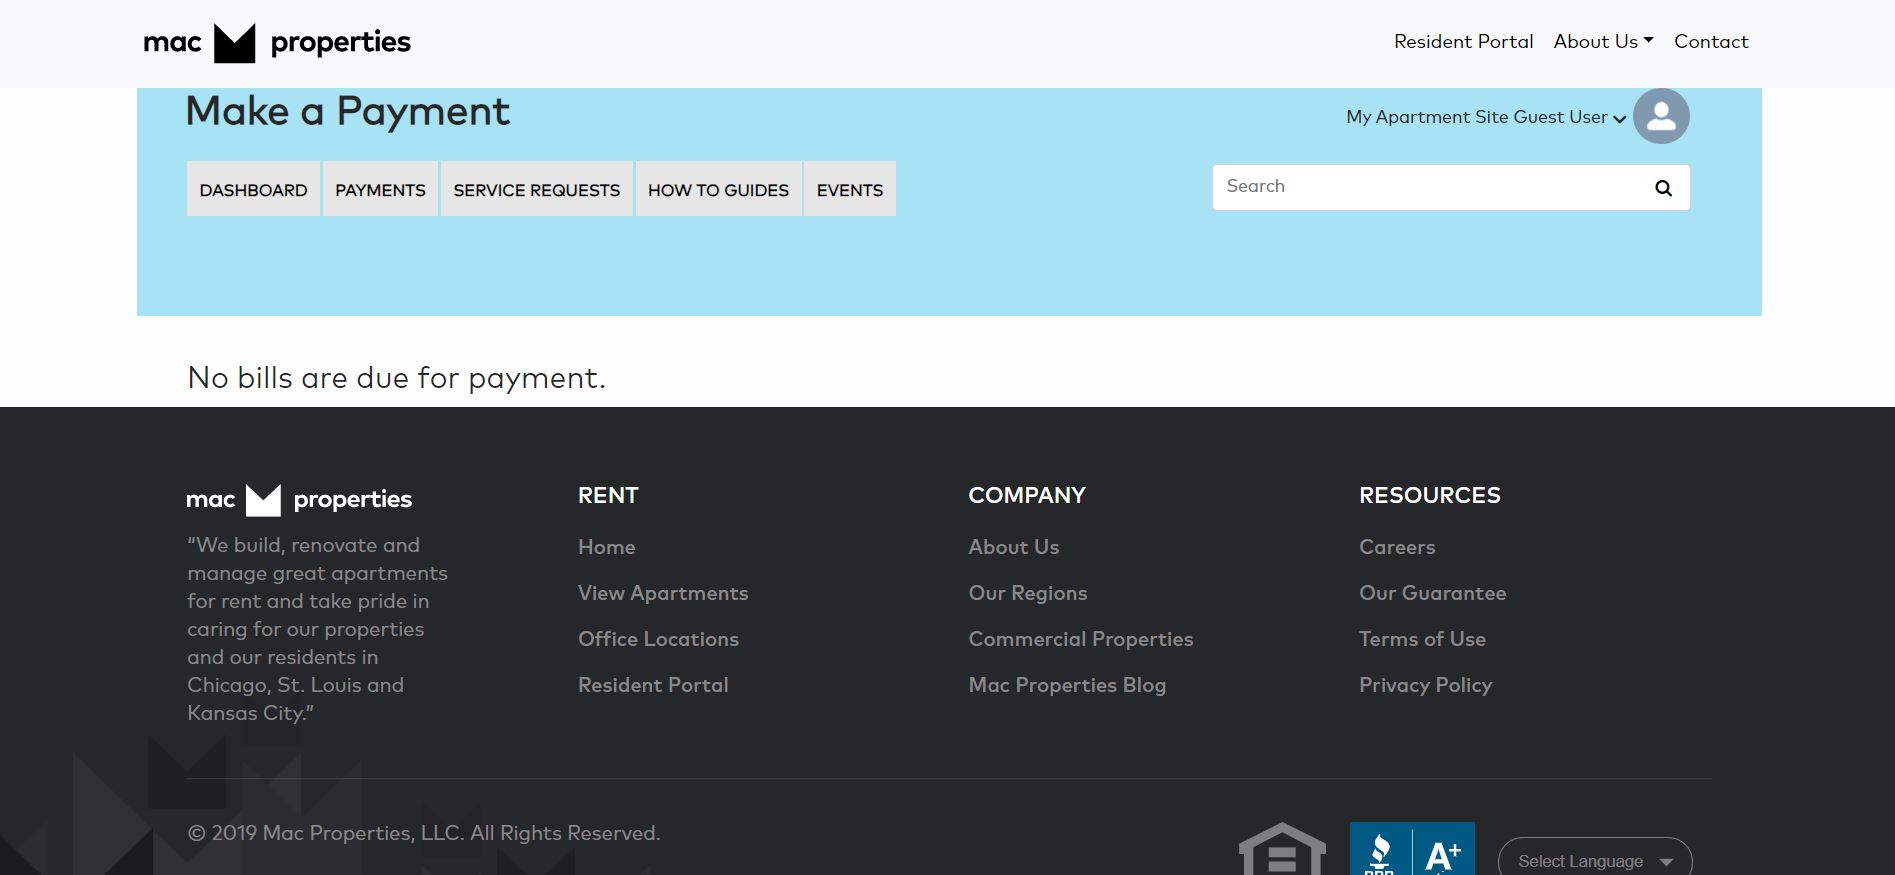 mac properties
Resident Portal About Us Contact
Make a Payment
My Apartment Site Guest User
DASHBOARD PAYMENTS SERVICE REQUESTS HOW TO GUIDES EVENTS
Search
No bills are due for payment.
mac properties
“We build, renovate and
manage great apartments
for rent and take pride in
caring for our properties
and our residents in
Chicago, St. Louis and
Kansas City.”
RENT
Home
View Apartments
Office Locations
Resident Portal
COMPANY
About Us
Our Regions
Commercial Properties
Mac Properties Blog
RESOURCES
Careers
Our Guarantee
Terms of Use
Privacy Policy
© 2019 Mac Properties, LLC. All Rights Reserved.
A+
Select Language